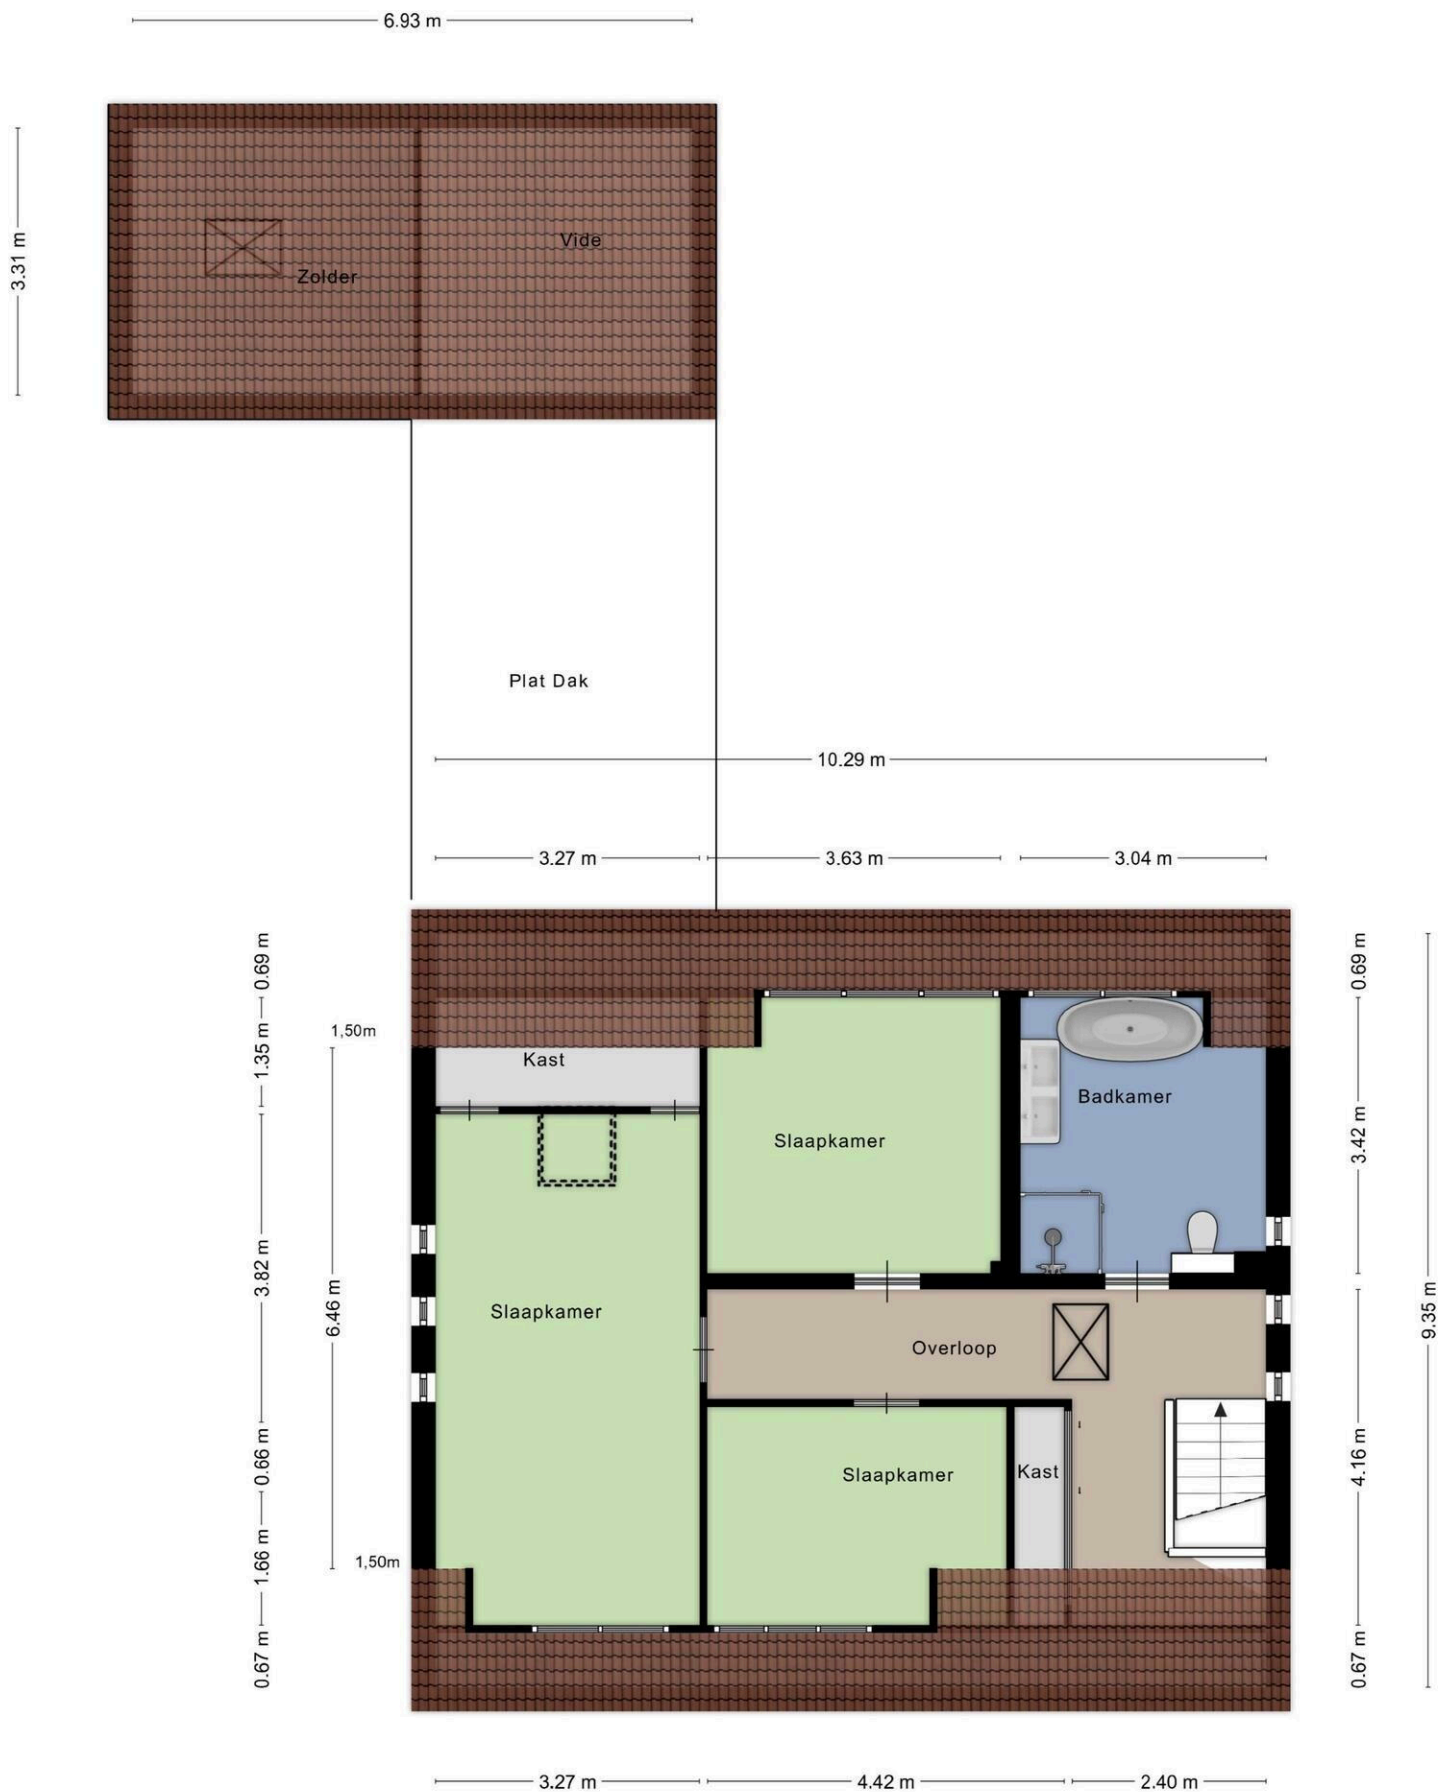 6.93 m
3.31 m
Vide
Zolder
Plat Dak
10.29 m
3.27 m
3.63 m
3.04 m
0.69 m
0.69 m
1,50m
1.35 m
Kast
Badkamer
3.42 m
Slaapkamer
3.82 m
6.46 m
Slaapkamer
9.35 m
Overloop
0.66 m
Slaapkamer
Kast
4.16 m
1.66 m
1,50m
0.67 m
0.67 m
3.27 m
4.42 m
2.40 m